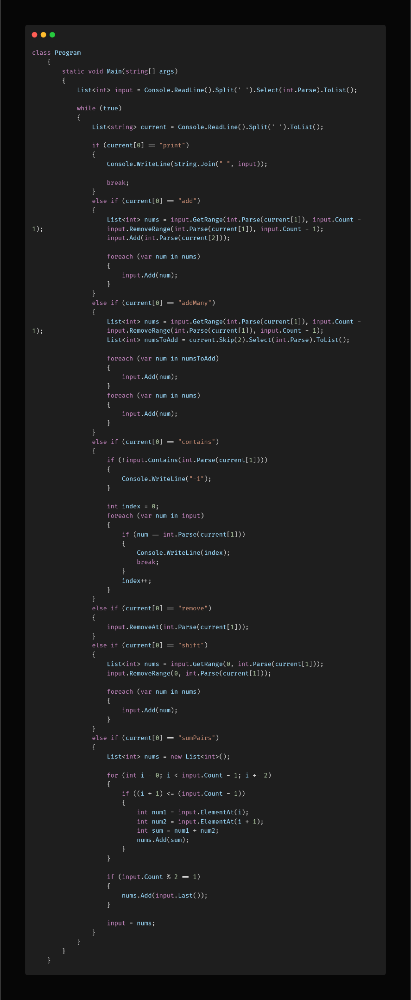 class Program
    {
        static void Main(string[] args)
        {
            List<int> input = Console.ReadLine().Split(' ').Select(int.Parse).ToList();

            while (true)
            {
                List<string> current = Console.ReadLine().Split(' ').ToList();

                if (current[0] == "print")
                {
                    Console.WriteLine(String.Join(" ", input));

                    break;
                }
                else if (current[0] == "add")
                {
                    List<int> nums = input.GetRange(int.Parse(current[1]), input.Count -
1);                 input.RemoveRange(int.Parse(current[1]), input.Count - 1);
                    input.Add(int.Parse(current[2]));

                    foreach (var num in nums)
                    {
                        input.Add(num);
                    }
                }
                else if (current[0] == "addMany")
                {
                    List<int> nums = input.GetRange(int.Parse(current[1]), input.Count -
1);                 input.RemoveRange(int.Parse(current[1]), input.Count - 1);
                    List<int> numsToAdd = current.Skip(2).Select(int.Parse).ToList();

                    foreach (var num in numsToAdd)
                    {
                        input.Add(num);
                    }
                    foreach (var num in nums)
                    {
                        input.Add(num);
                    }
                }
                else if (current[0] == "contains")
                {
                    if (!input.Contains(int.Parse(current[1])))
                    {
                        Console.WriteLine("-1");
                    }

                    int index = 0;
                    foreach (var num in input)
                    {
                        if (num == int.Parse(current[1]))
                        {
                            Console.WriteLine(index);
                            break;
                        }
                        index++;
                    }
                }
                else if (current[0] == "remove")
                {
                    input.RemoveAt(int.Parse(current[1]));
                }
                else if (current[0] == "shift")
                {
                    List<int> nums = input.GetRange(0, int.Parse(current[1]));
                    input.RemoveRange(0, int.Parse(current[1]));

                    foreach (var num in nums)
                    {
                        input.Add(num);
                    }
                }
                else if (current[0] == "sumPairs")
                {
                    List<int> nums = new List<int>();

                    for (int i = 0; i < input.Count - 1; i += 2)
                    {
                        if ((i + 1) <= (input.Count - 1))
                        {
                            int num1 = input.ElementAt(i);
                            int num2 = input.ElementAt(i + 1);
                            int sum = num1 + num2;
                            nums.Add(sum);
                        }
                    }

                    if (input.Count % 2 == 1)
                    {
                        nums.Add(input.Last());
                    }

                    input = nums;
                }
            }
        }
    }